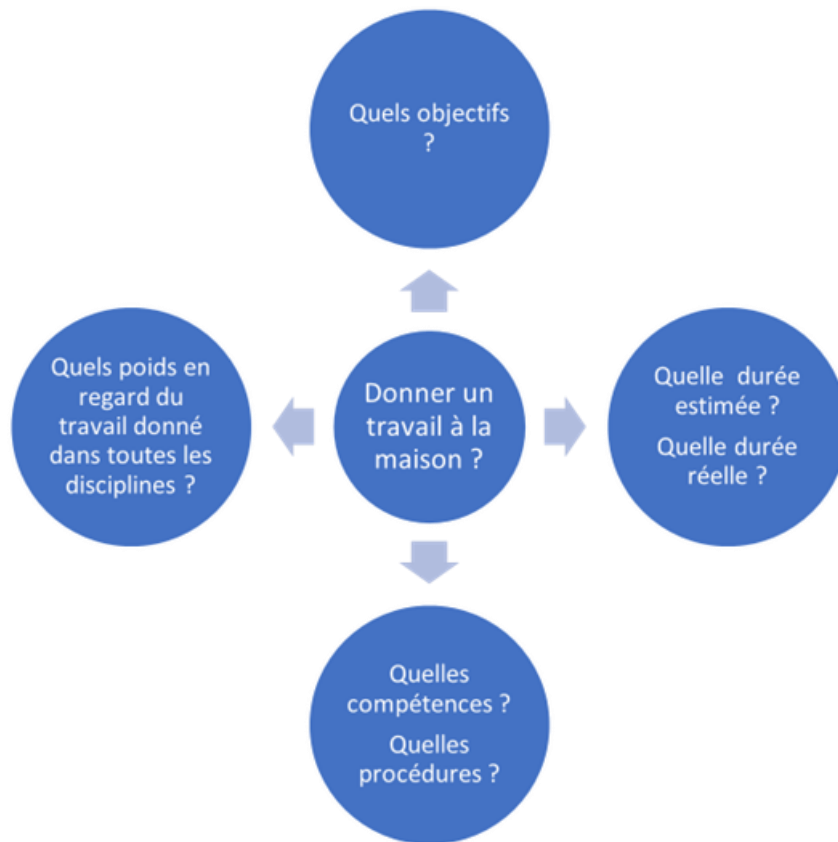 Quels objectifs
?
Quels poids en
regard du
travail donné
dans toutes les
disciplines ?
Donner un
travail à la
maison ?
Quelle durée
estimée ?
Quelle durée
réelle ?
Quelles
compétences ?
Quelles
procédures ?